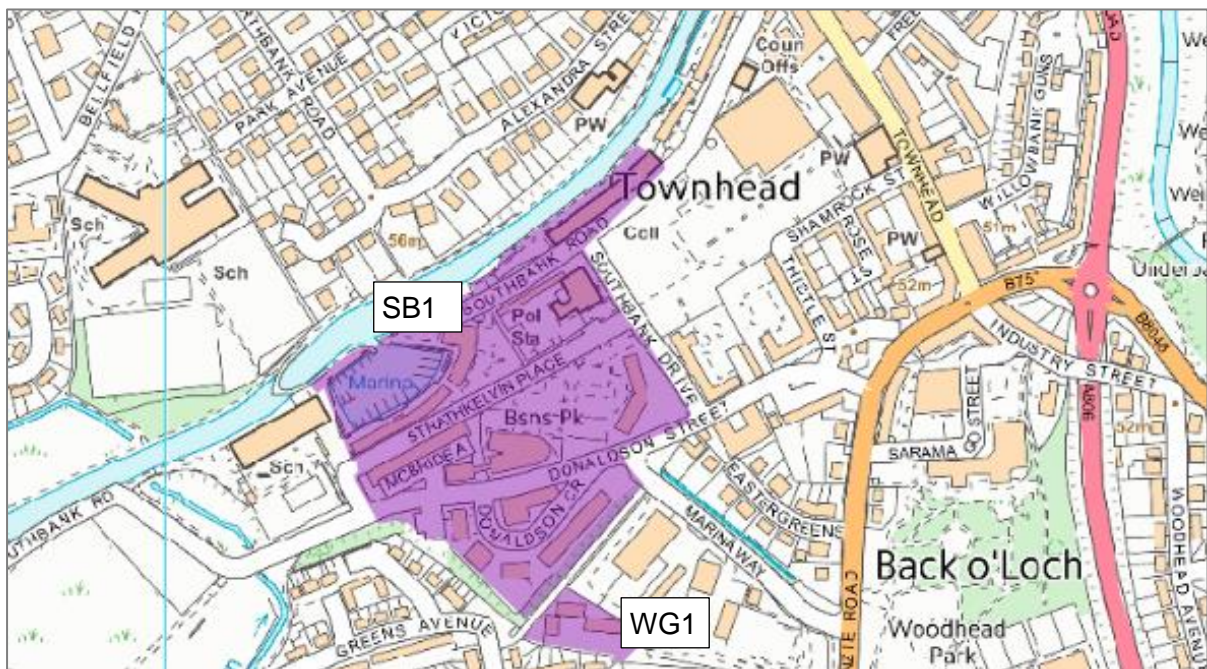 BELLFIELD
PARK AVENUE
ROAD
ALEXANDRA STREET
PW
Coun
Offs
TOWNHEAD
WILLOWBANK GDNS
PW
Townhead
SHAMROCK
ROSE ST
THISTLE ST
PW
51m
52m
Sch
Sch
56m
Coll
SOUTHBANK ROAD
SOUTHBANK DRIVE
SB1
Pol
Sta
Marina
STRATHKELVIN PLACE
Bsns Pk
DONALDSON STREET
INDUSTRY STREET
B8048
A806
52m
SARAMAGO STREET
Sch
DONALDSON CR
EASTERGREENS
MARINA WAY
WOODHEAD AVENUE
Back o'Loch
GREENS AVENUE
WG1
Woodhead
Park